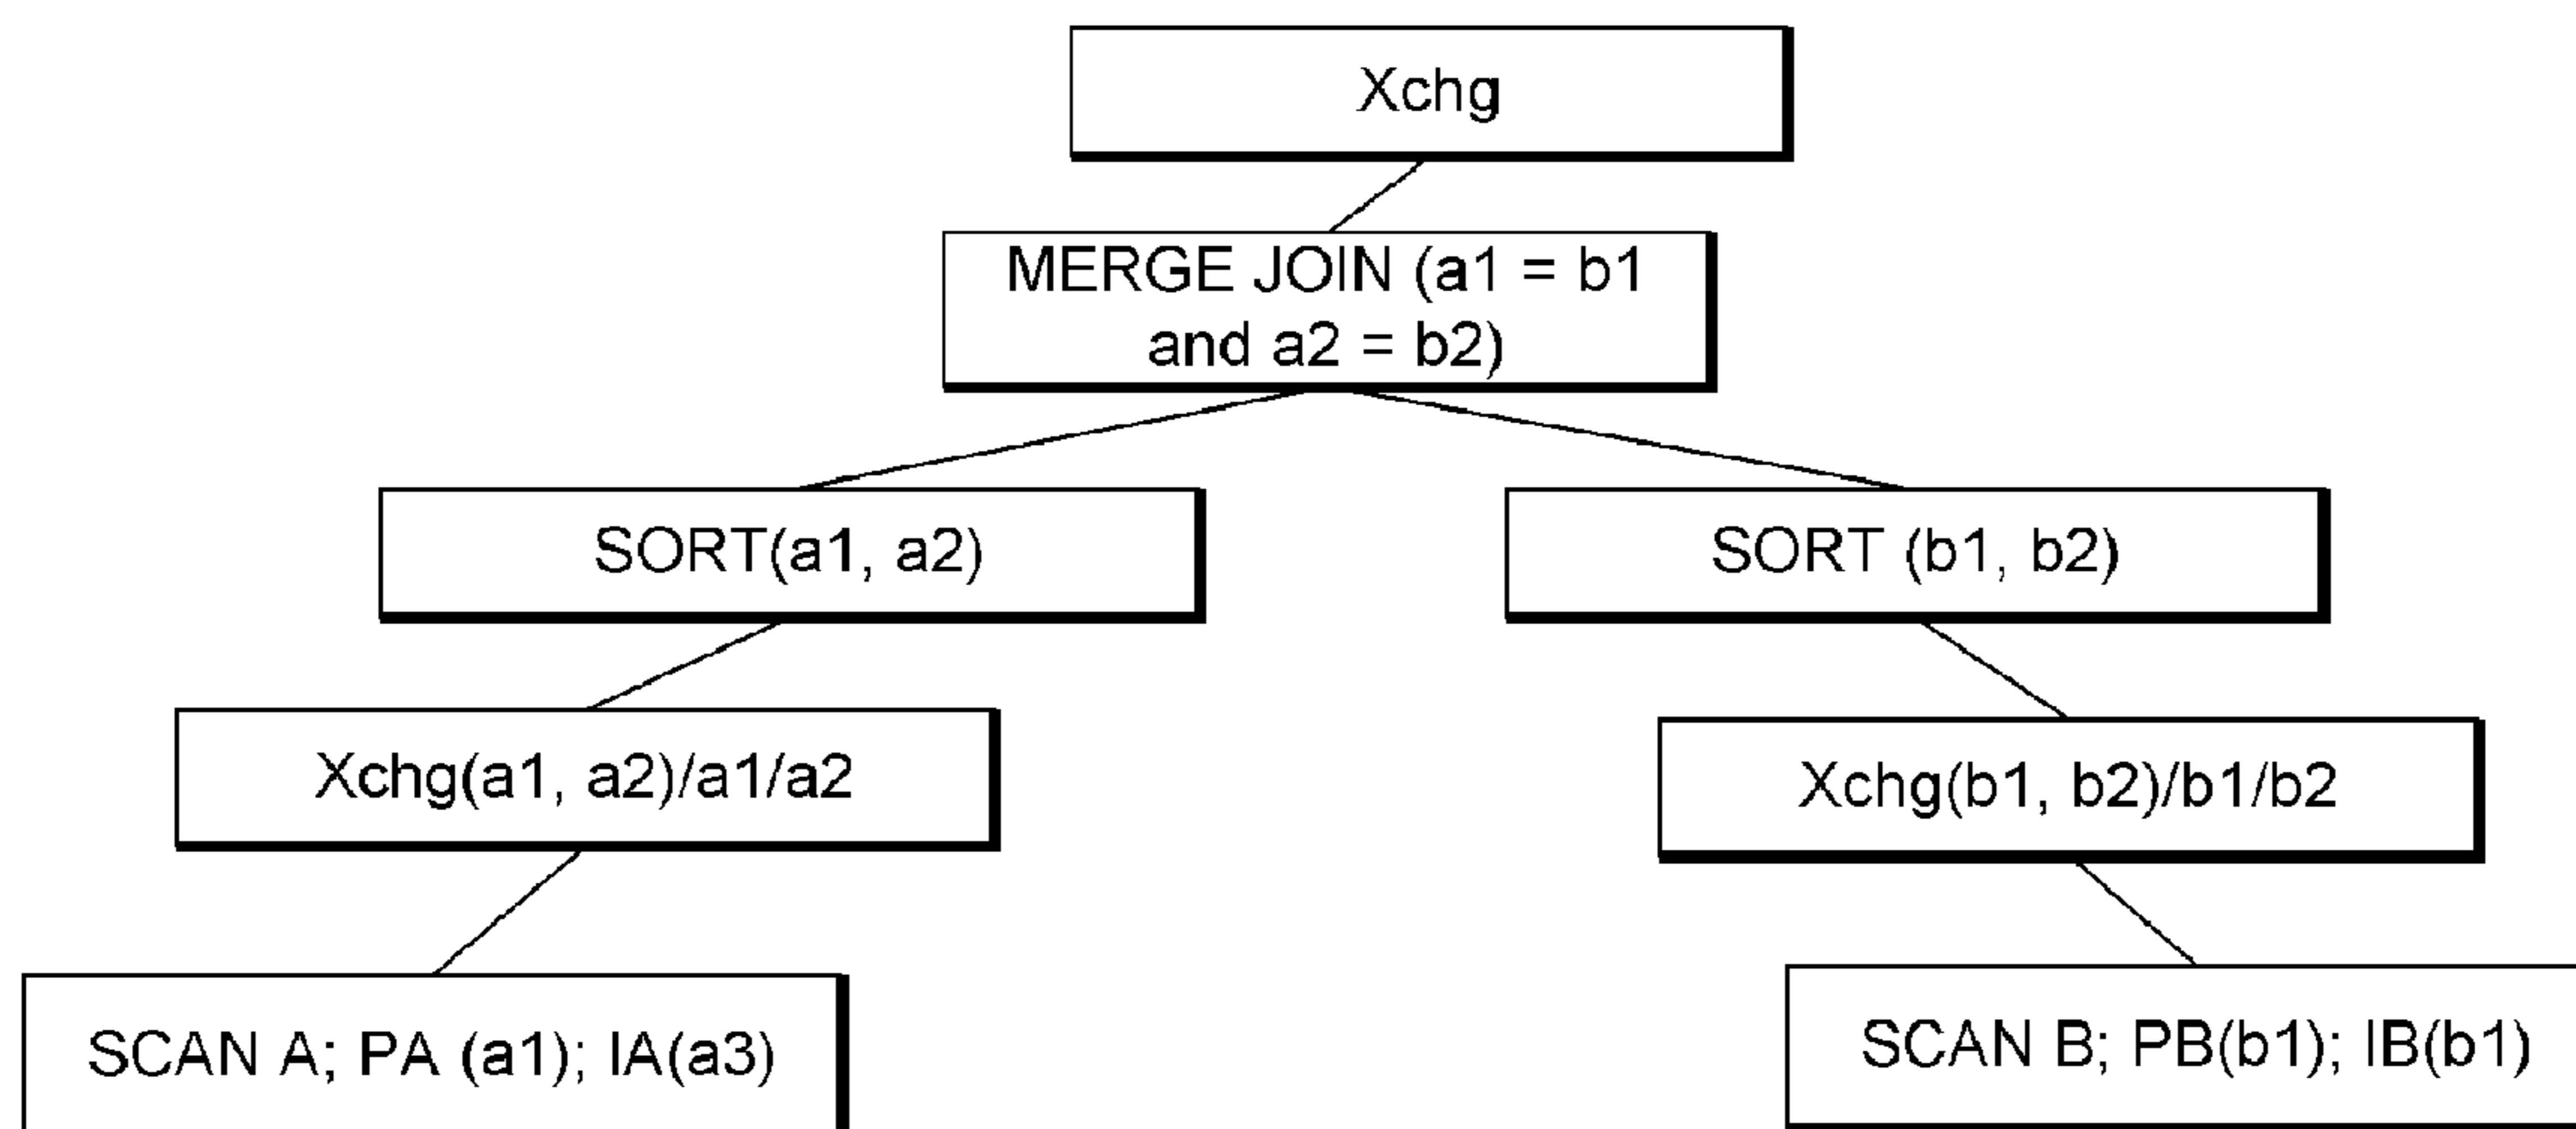 Xchg
MERGE JOIN (a1 = b1
and a2 = b2)
SORT(a1, a2)
SORT (b1, b2)
Xchg(a1, a2)/a1/a2
Xchg(b1, b2)/b1/b2
SCAN A; PA (a1); IA(a3)
SCAN B; PB(b1); IB(b1)